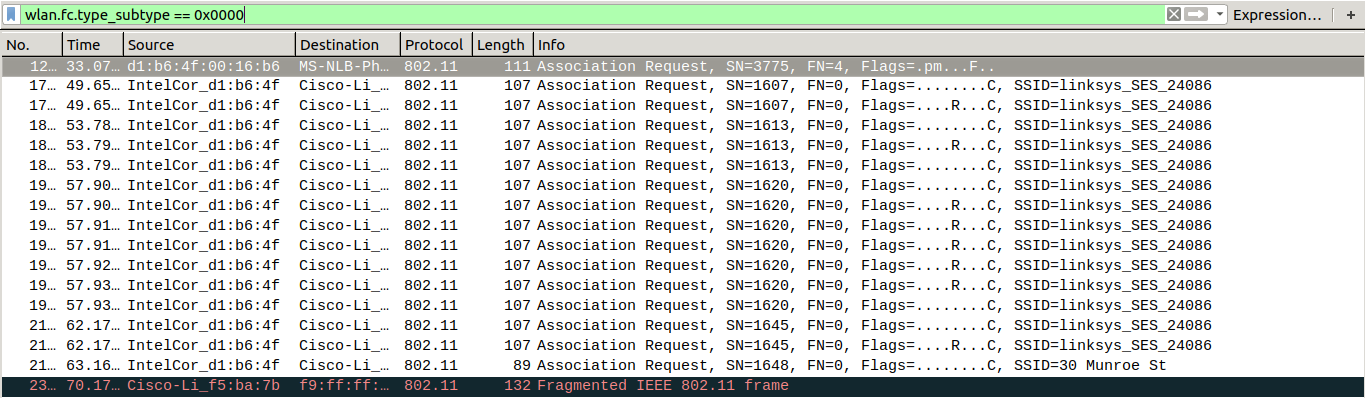 wlan.fc.type_subtype == 0x0000 Expression… +
No. Time Source Destination Protocol Length Info
12… 33.07… d1:b6:4f:00:16:b6 MS-NLB-Ph… 802.11 111 Association Request, SN=3775, FN=4, Flags=.pm...F..
17… 49.65… IntelCor_d1:b6:4f Cisco-Li_… 802.11 107 Association Request, SN=1607, FN=0, Flags=........C, SSID=linksys_SES_24086
17… 49.65… IntelCor_d1:b6:4f Cisco-Li_… 802.11 107 Association Request, SN=1607, FN=0, Flags=....R...C, SSID=linksys_SES_24086
18… 53.78… IntelCor_d1:b6:4f Cisco-Li_… 802.11 107 Association Request, SN=1613, FN=0, Flags=........C, SSID=linksys_SES_24086
18… 53.79… IntelCor_d1:b6:4f Cisco-Li_… 802.11 107 Association Request, SN=1613, FN=0, Flags=....R...C, SSID=linksys_SES_24086
18… 53.79… IntelCor_d1:b6:4f Cisco-Li_… 802.11 107 Association Request, SN=1613, FN=0, Flags=........C, SSID=linksys_SES_24086
19… 57.90… IntelCor_d1:b6:4f Cisco-Li_… 802.11 107 Association Request, SN=1620, FN=0, Flags=........C, SSID=linksys_SES_24086
19… 57.90… IntelCor_d1:b6:4f Cisco-Li_… 802.11 107 Association Request, SN=1620, FN=0, Flags=....R...C, SSID=linksys_SES_24086
19… 57.91… IntelCor_d1:b6:4f Cisco-Li_… 802.11 107 Association Request, SN=1620, FN=0, Flags=....R...C, SSID=linksys_SES_24086
19… 57.91… IntelCor_d1:b6:4f Cisco-Li_… 802.11 107 Association Request, SN=1620, FN=0, Flags=....R...C, SSID=linksys_SES_24086
19… 57.92… IntelCor_d1:b6:4f Cisco-Li_… 802.11 107 Association Request, SN=1620, FN=0, Flags=....R...C, SSID=linksys_SES_24086
19… 57.93… IntelCor_d1:b6:4f Cisco-Li_… 802.11 107 Association Request, SN=1620, FN=0, Flags=....R...C, SSID=linksys_SES_24086
19… 57.93… IntelCor_d1:b6:4f Cisco-Li_… 802.11 107 Association Request, SN=1620, FN=0, Flags=........C, SSID=linksys_SES_24086
21… 62.17… IntelCor_d1:b6:4f Cisco-Li_… 802.11 107 Association Request, SN=1645, FN=0, Flags=........C, SSID=linksys_SES_24086
21… 62.17… IntelCor_d1:b6:4f Cisco-Li_… 802.11 107 Association Request, SN=1645, FN=0, Flags=....R...C, SSID=linksys_SES_24086
21… 63.16… IntelCor_d1:b6:4f Cisco-Li_… 802.11 89 Association Request, SN=1648, FN=0, Flags=........C, SSID=30 Munroe St
23… 70.17… Cisco-Li_f5:ba:7b f9:ff:ff:… 802.11 132 Fragmented IEEE 802.11 frame